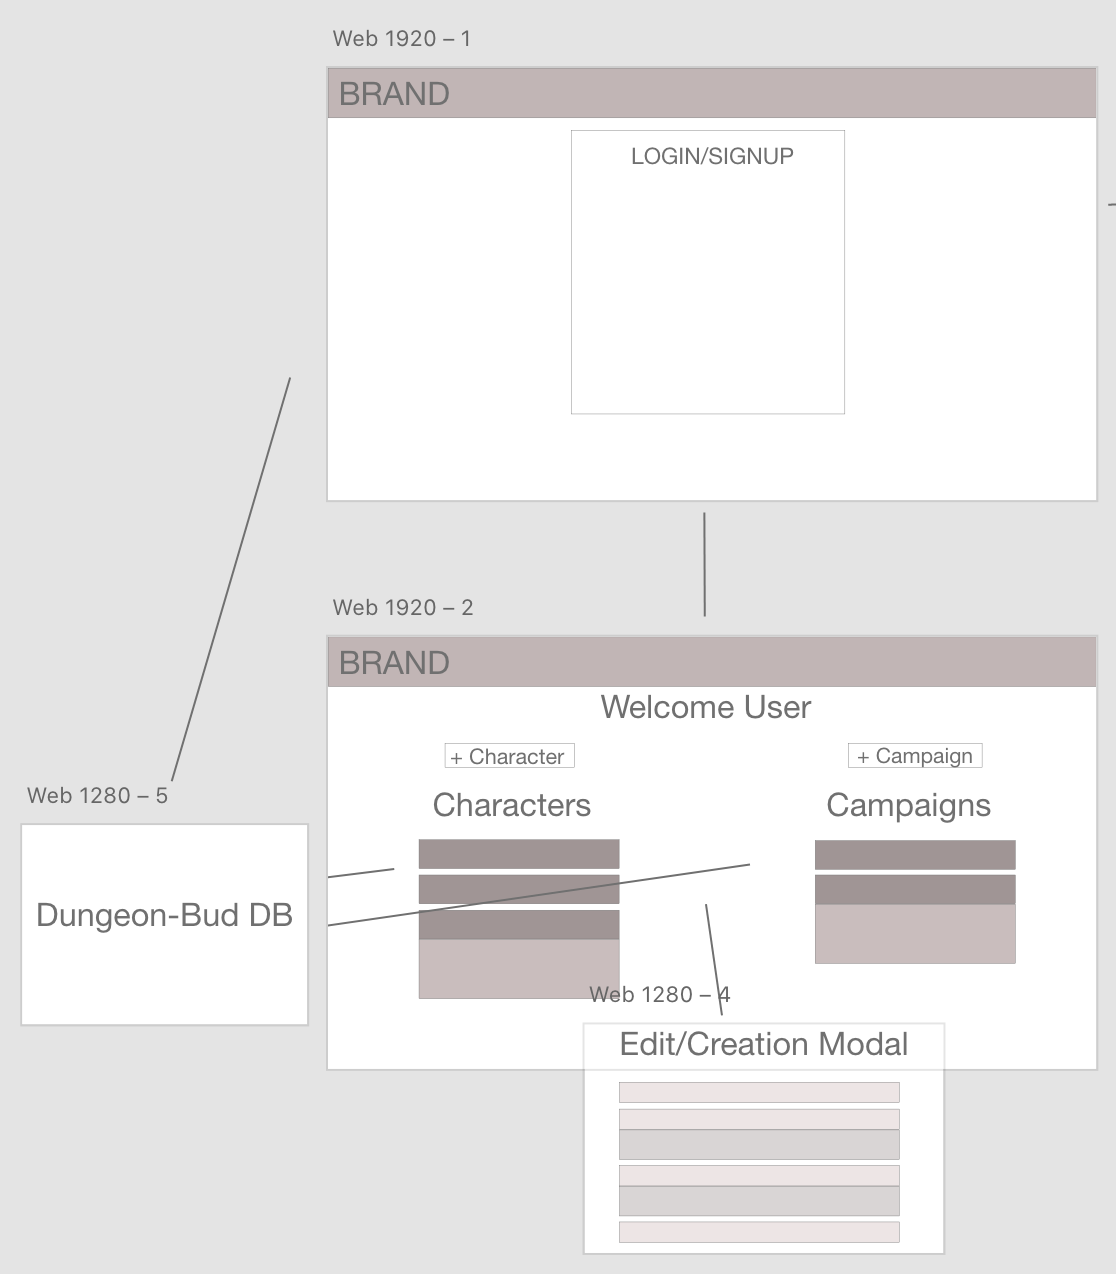 Web 1920 – 1
BRAND
LOGIN/SIGNUP
Web 1920 – 2
BRAND
Welcome User
+ Character
+ Campaign
Characters
Campaigns
Web 1280 – 5
Dungeon-Bud DB
Web 1280 – 4
Edit/Creation Modal